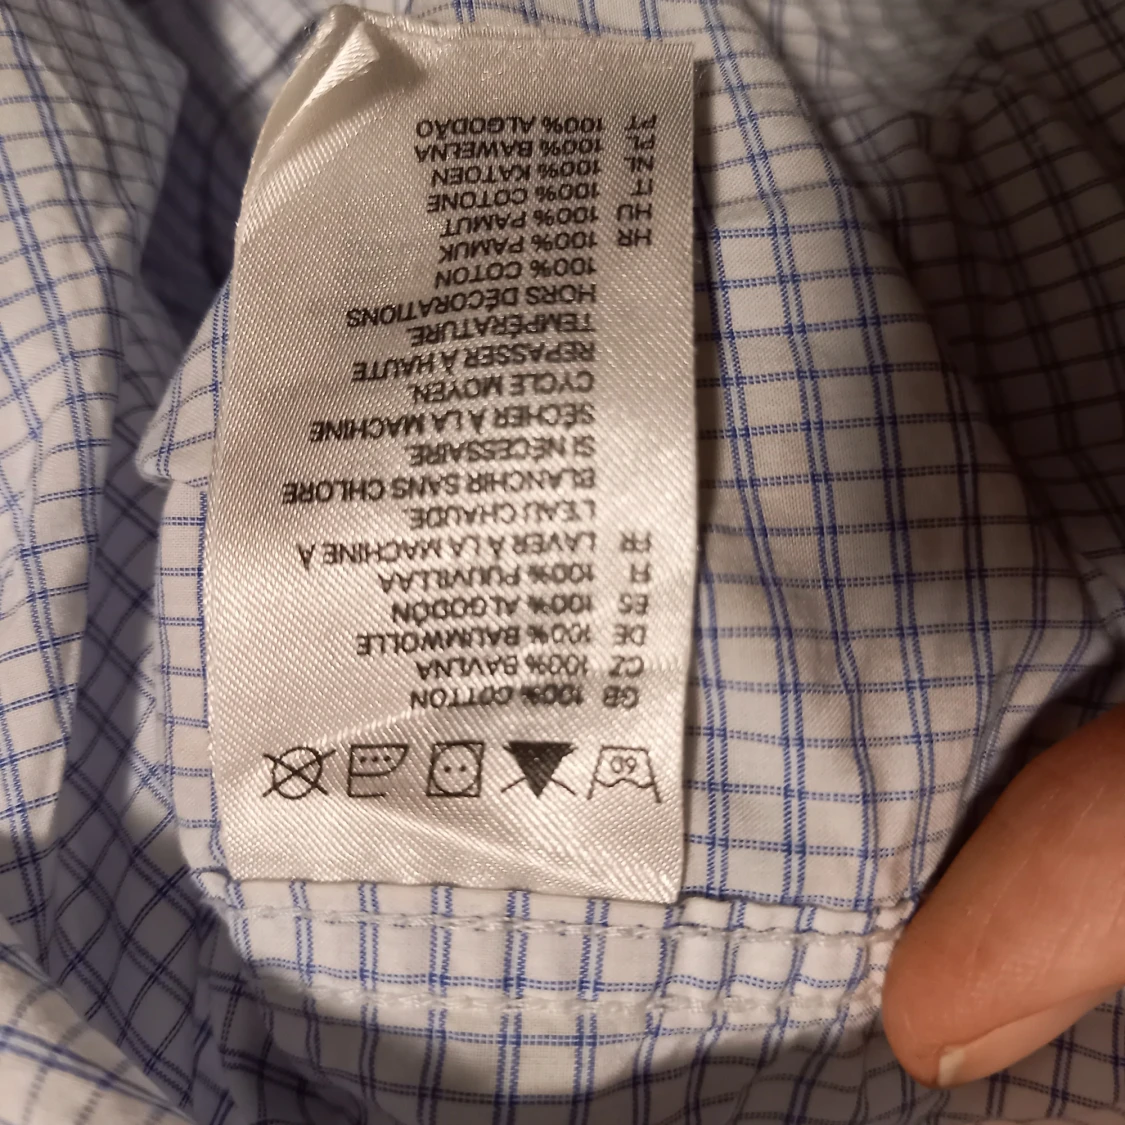 60
GB 100% COTTON
CZ 100% BAVLNA
DE 100% BAUMWOLLE
ES 100% ALGODÓN
FI 100% PUUVILLAA
FR LAVER À LA MACHINE À
L'EAU CHAUDE.
BLANCHIR SANS CHLORE
SI NÉCESSAIRE
SÉCHER À LA MACHINE
CYCLE MOYEN.
REPASSER À HAUTE
TEMPÉRATURE.
HORS DÉCORATIONS
100% COTON
HR 100% PAMUK
HU 100% PAMUT
IT 100% COTONE
NL 100% KATOEN
PL 100% BAWEŁNA
PT 100% ALGODÃO